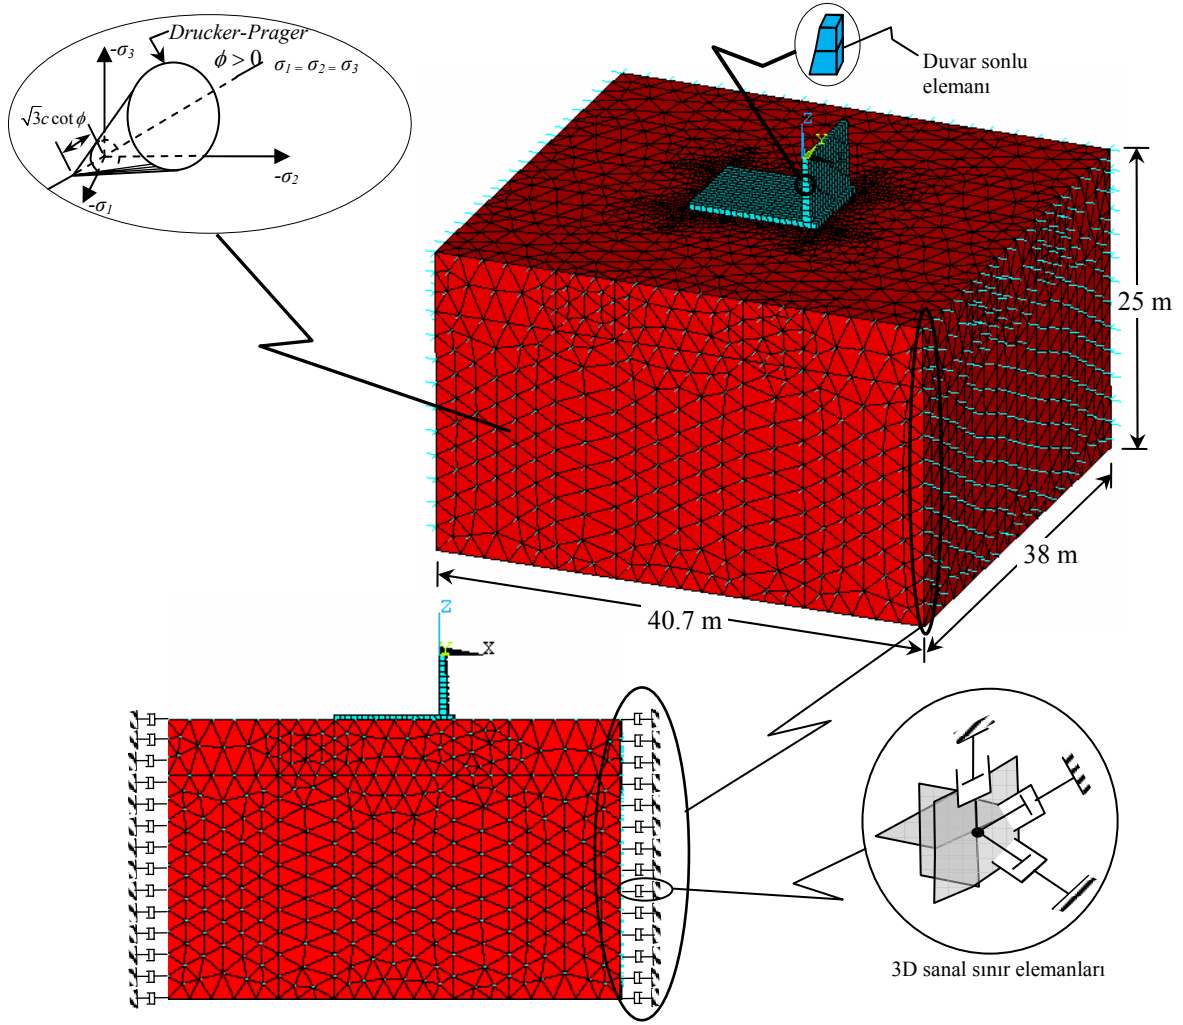 Drucker-Prager
-σ₃
ϕ > 0
σ₁ = σ₂ = σ₃
√3c cot ϕ
-σ₂
-σ₁
Duvar sonlu
elemanı
Z
Y
25 m
38 m
40.7 m
Z
Y
X
3D sanal sınır elemanları